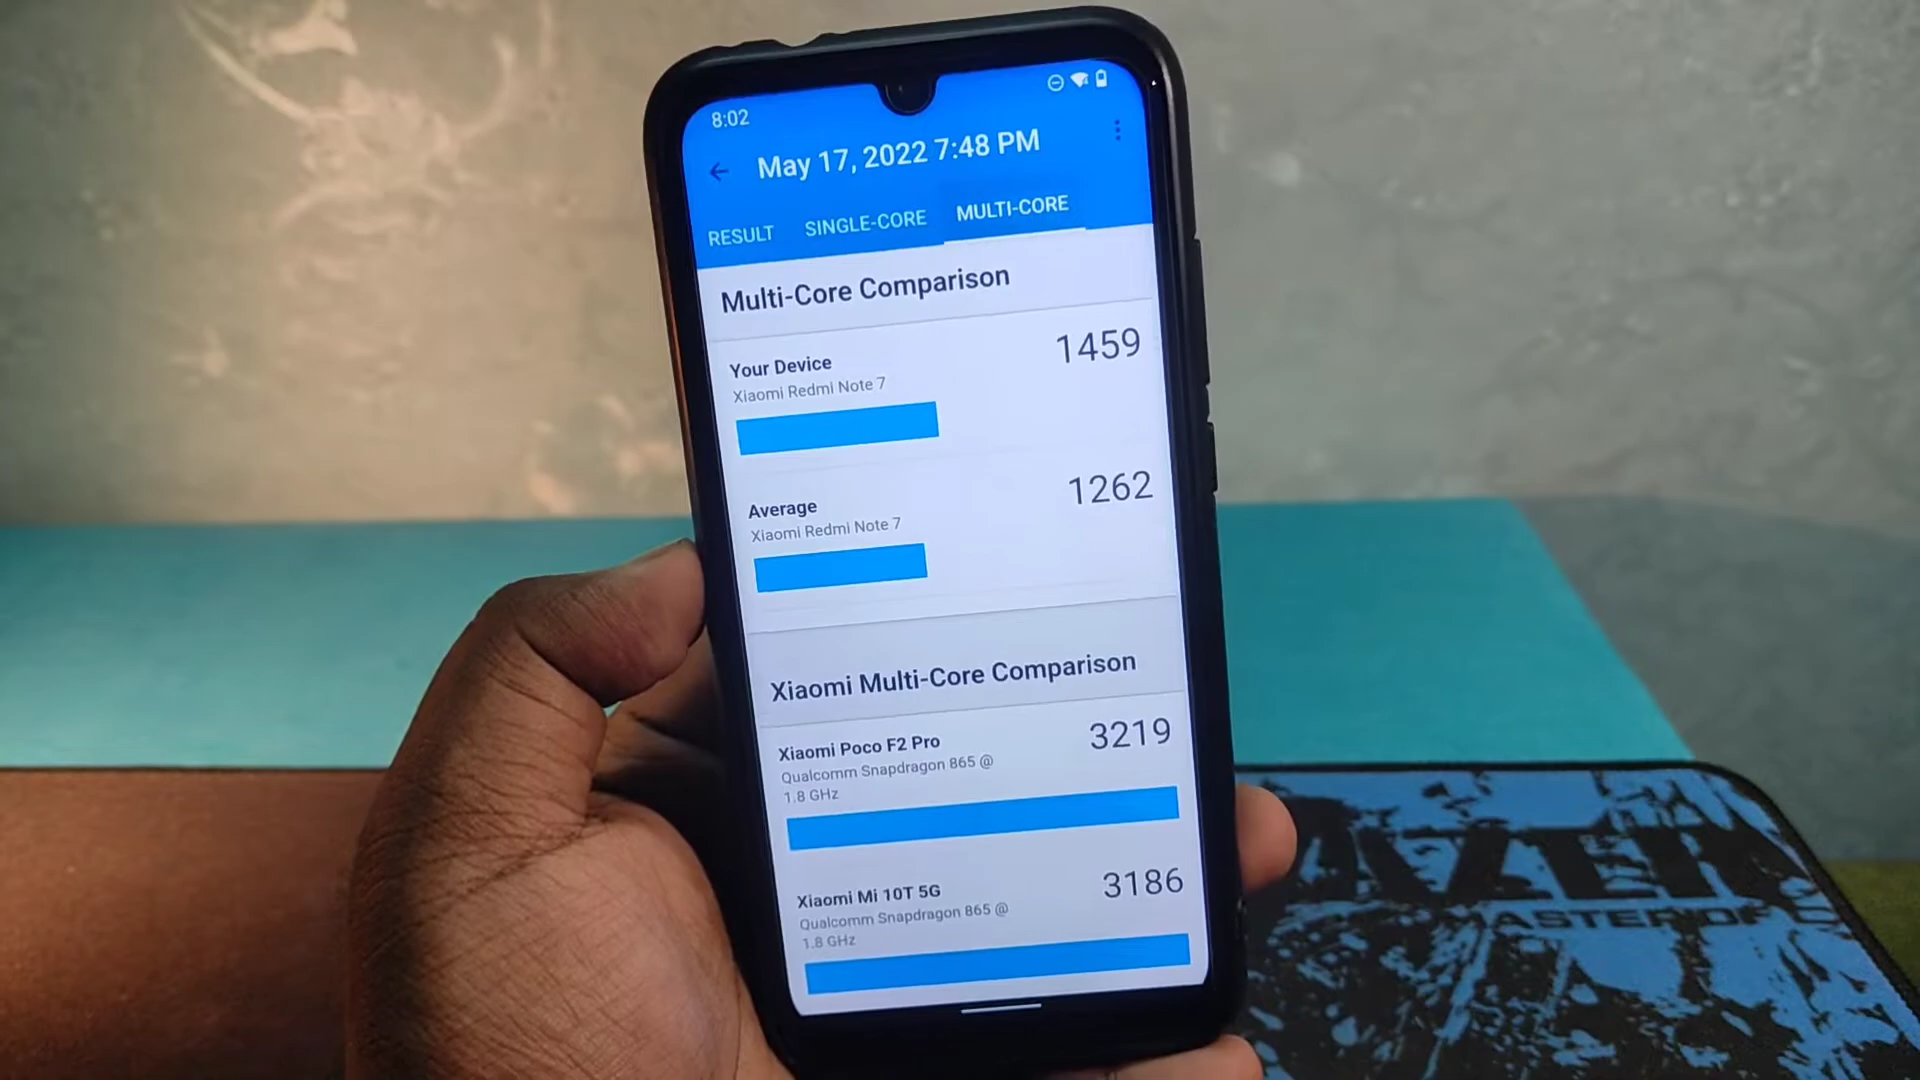 8:02
May 17, 2022 7:48 PM
RESULT SINGLE-CORE MULTI-CORE
Multi-Core Comparison
Your Device 1459
Xiaomi Redmi Note 7
Average 1262
Xiaomi Redmi Note 7
Xiaomi Multi-Core Comparison
Xiaomi Poco F2 Pro 3219
Qualcomm Snapdragon 865 @
1.8 GHz
Xiaomi Mi 10T 5G 3186
Qualcomm Snapdragon 865 @
1.8 GHz
MASTER OF